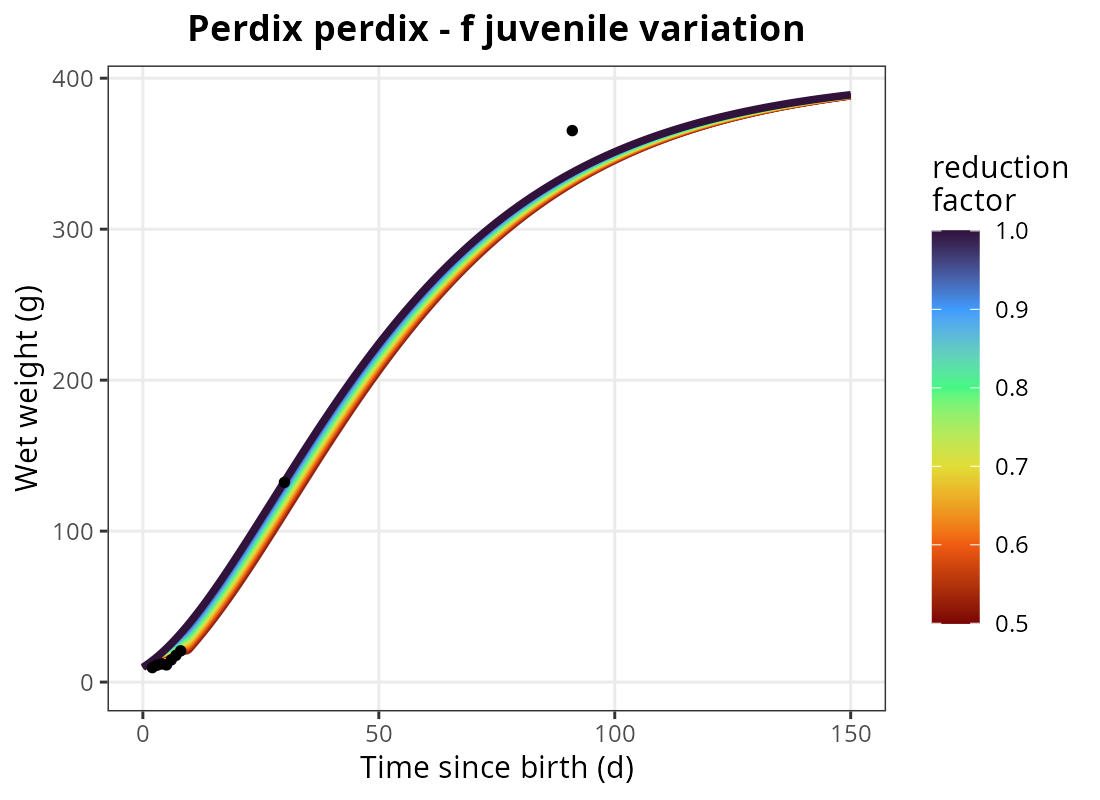 Perdix perdix - f juvenile variation
400
300
200
100
0
Wet weight (g)
0 50 100 150
Time since birth (d)
reduction
factor
1.0
0.9
0.8
0.7
0.6
0.5